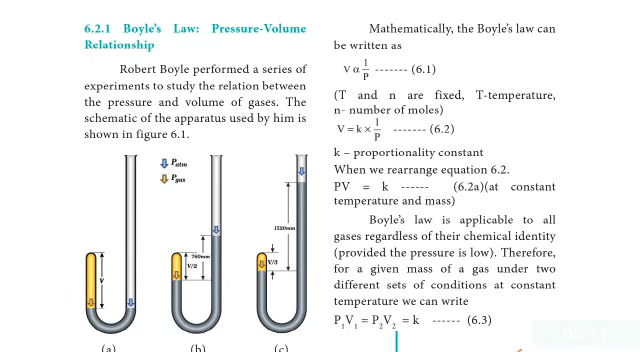 6.2.1 Boyle's Law: Pressure-Volume
Relationship
Robert Boyle performed a series of
experiments to study the relation between
the pressure and volume of gases. The
schematic of the apparatus used by him is
shown in figure 6.1.
P_atm
P_gas
V
760mm
V/2
1520mm
V/3
(a)
(b)
(c)
Mathematically, the Boyle's law can
be written as
V α 1/P ------- (6.1)
(T and n are fixed, T-temperature,
n- number of moles)
V = k × 1/P ------- (6.2)
k – proportionality constant
When we rearrange equation 6.2.
PV = k ------ (6.2a)(at constant
temperature and mass)
Boyle's law is applicable to all
gases regardless of their chemical identity
(provided the pressure is low). Therefore,
for a given mass of a gas under two
different sets of conditions at constant
temperature we can write
P₁V₁ = P₂V₂ = k ------ (6.3)